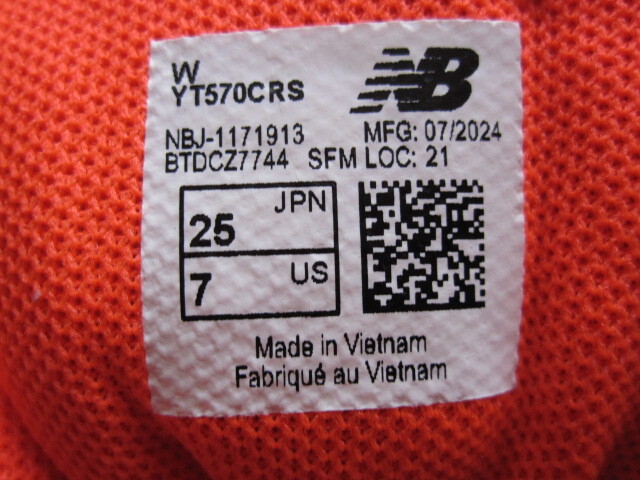 W
YT570CRS
NB
NBJ-1171913 MFG: 07/2024
BTDCZ7744 SFM LOC: 21
JPN
25
US
7
Made in Vietnam
Fabriqué au Vietnam